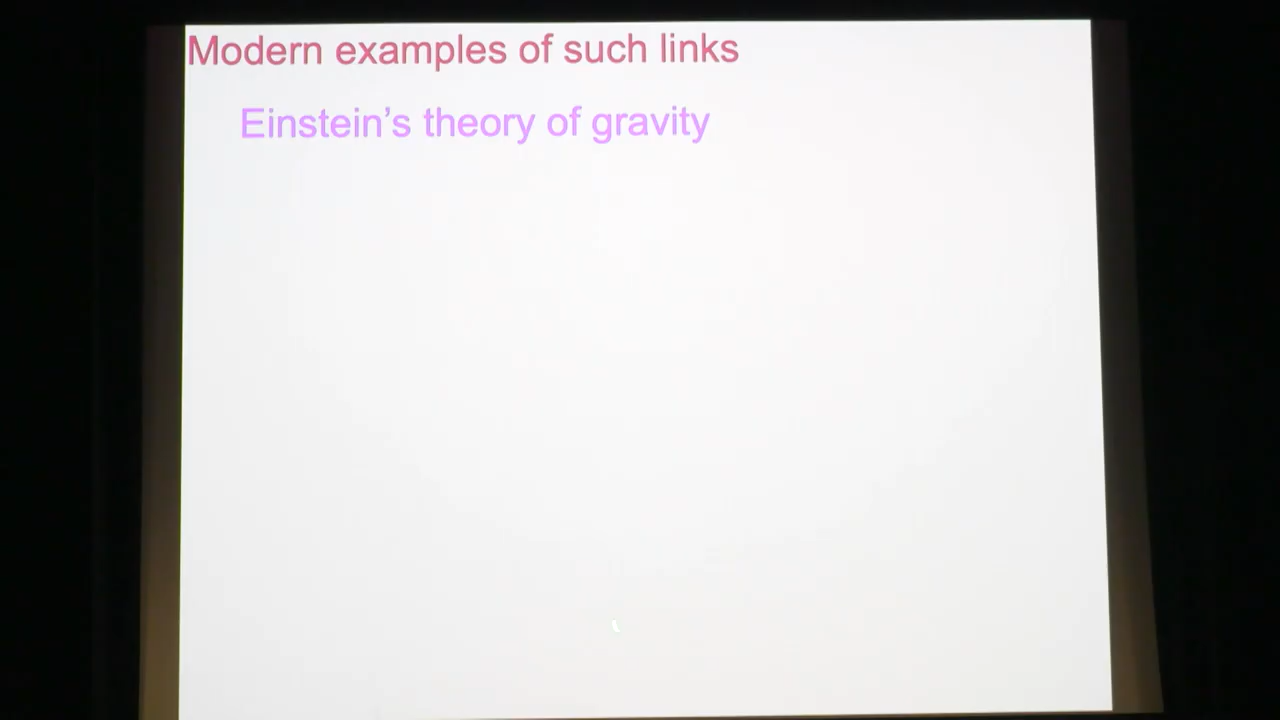 Modern examples of such links
Einstein's theory of gravity